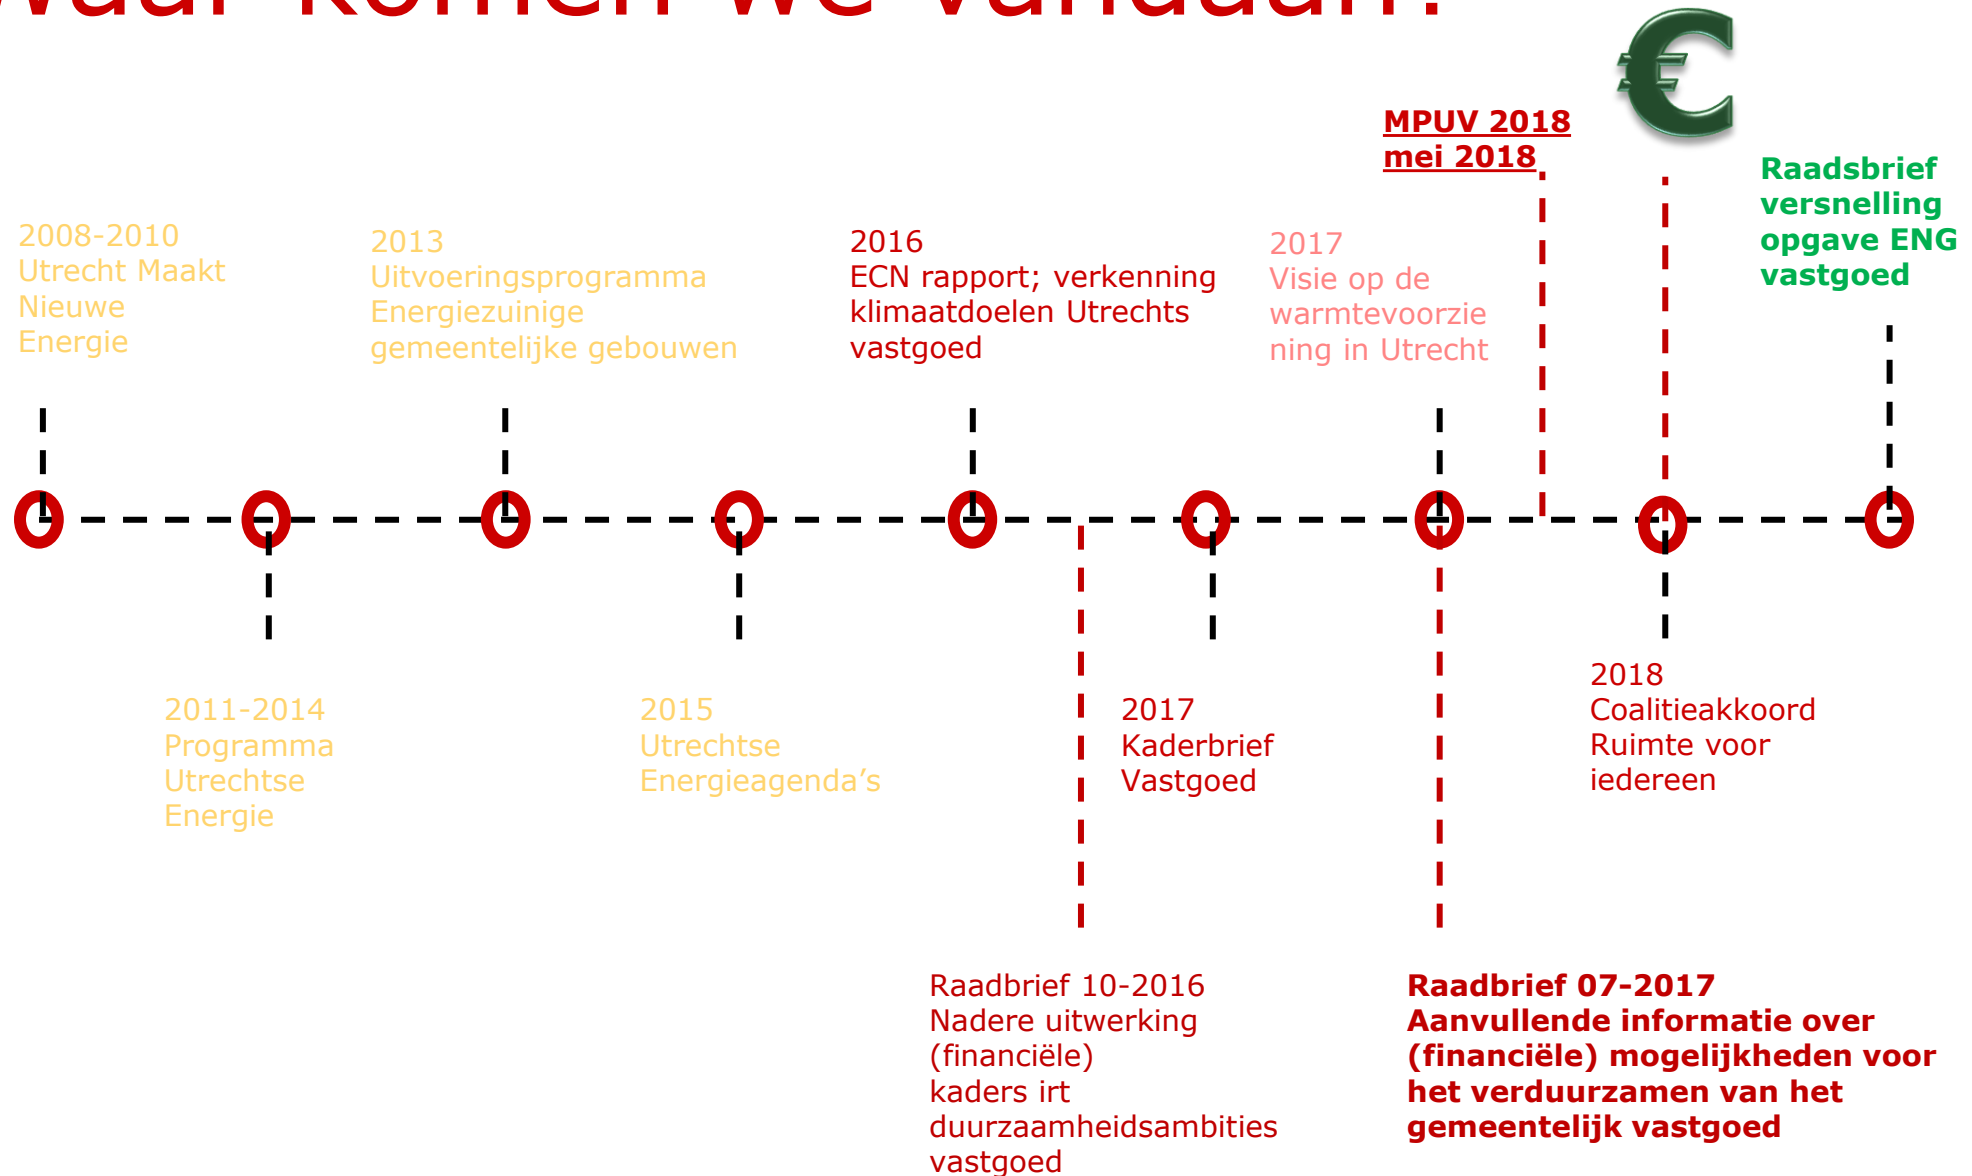 waar komen we vandaan?
€
MPUV 2018
mei 2018
Raadsbrief
versnelling
opgave ENG
vastgoed
2008-2010
Utrecht Maakt
Nieuwe
Energie
2013
Uitvoeringsprogramma
Energiezuinige
gemeentelijke gebouwen
2016
ECN rapport; verkenning
klimaatdoelen Utrechts
vastgoed
2017
Visie op de
warmtevoorzie
ning in Utrecht
2011-2014
Programma
Utrechtse
Energie
2015
Utrechtse
Energieagenda’s
2017
Kaderbrief
Vastgoed
2018
Coalitieakkoord
Ruimte voor
iedereen
Raadbrief 10-2016
Nadere uitwerking
(financiële)
kaders irt
duurzaamheidsambities
vastgoed
Raadbrief 07-2017
Aanvullende informatie over
(financiële) mogelijkheden voor
het verduurzamen van het
gemeentelijk vastgoed